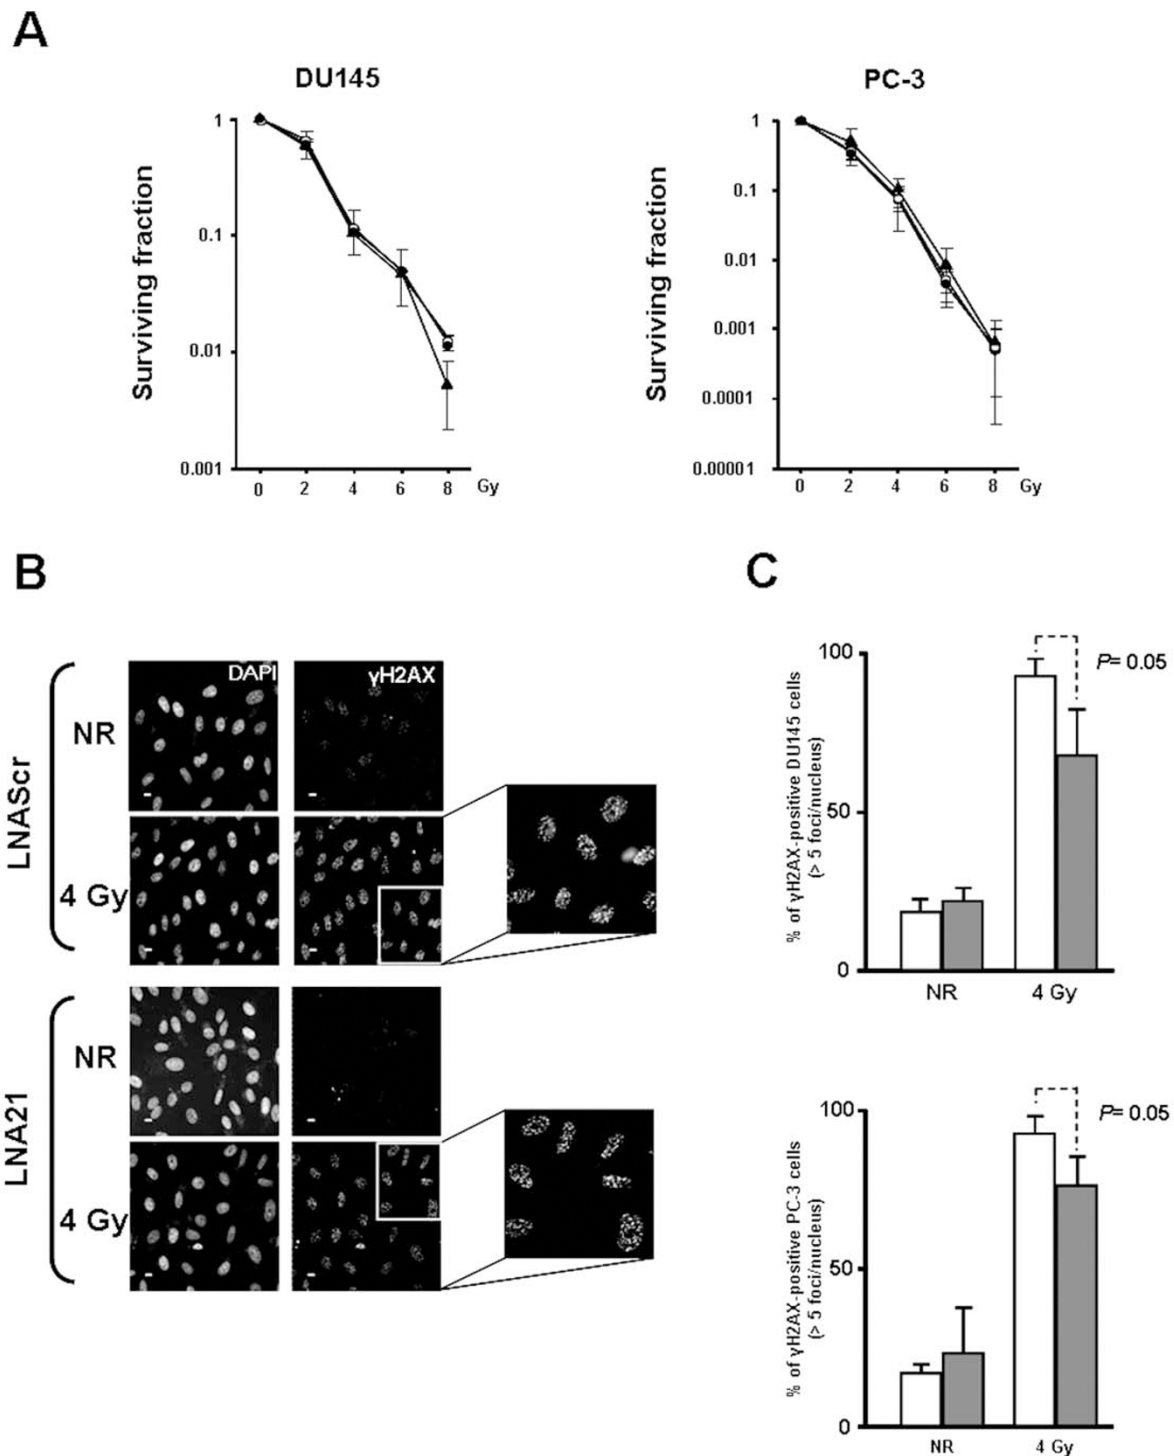 A
DU145
PC-3
Surviving fraction
1
0.1
0.01
0.001
0
2
4
6
8
Gy
Surviving fraction
1
0.1
0.01
0.001
0.0001
0.00001
0
2
4
6
8
Gy
B
LNAScr
NR
4 Gy
DAPI
γH2AX
LNA21
NR
4 Gy
C
% of γH2AX-positive DU145 cells
(> 5 foci/nucleus)
100
50
0
P= 0.05
NR
4 Gy
% of γH2AX-positive PC-3 cells
(> 5 foci/nucleus)
100
50
0
P= 0.05
NR
4 Gy